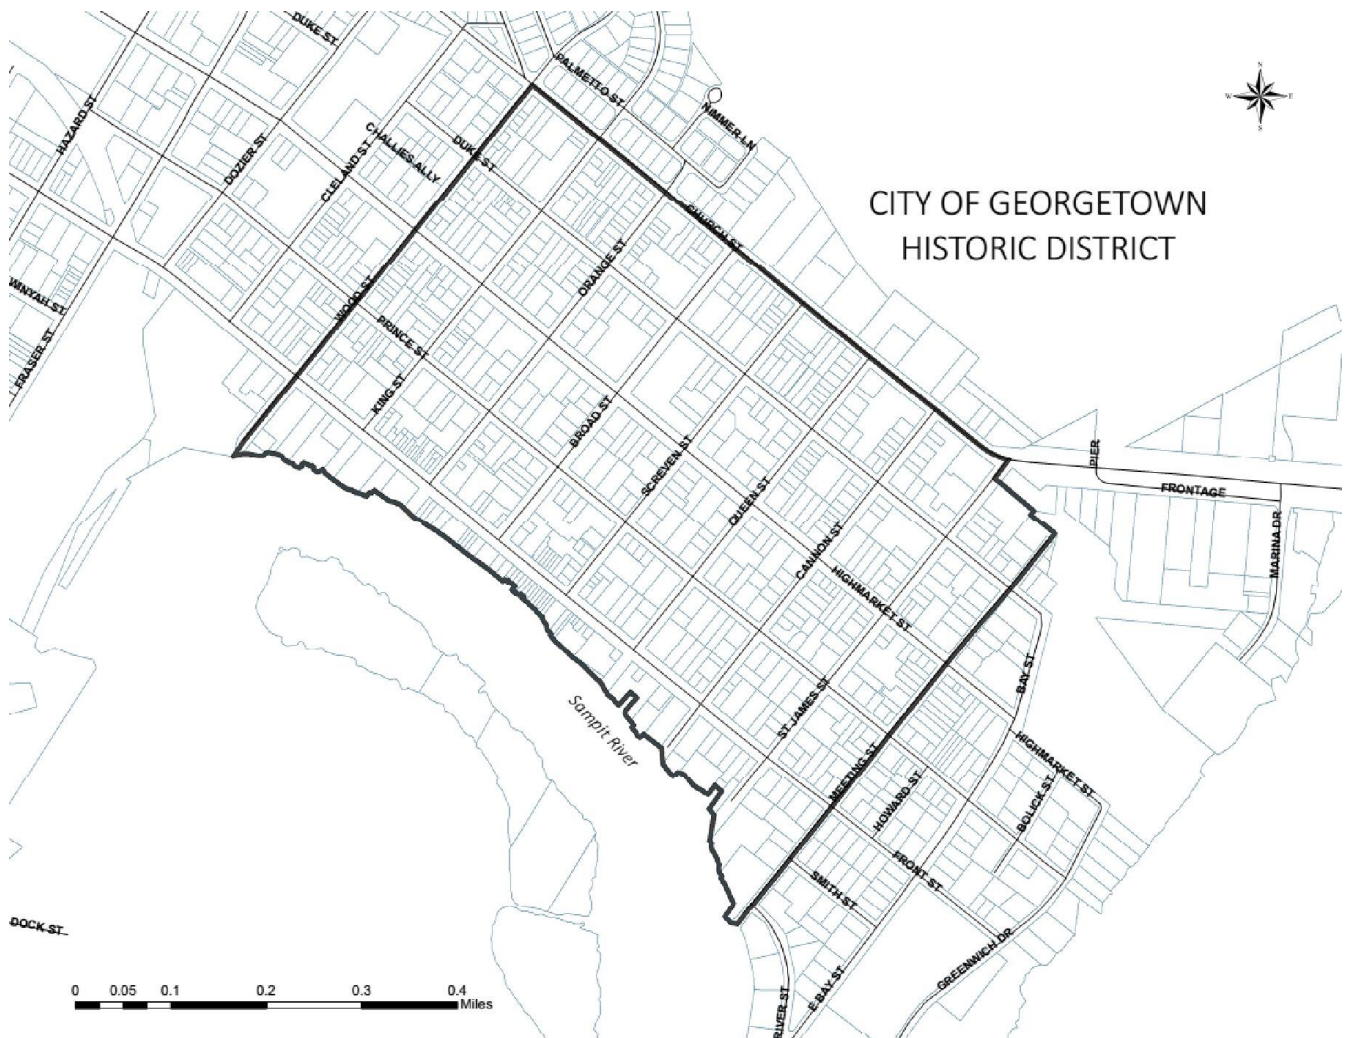 DUKE ST
PALMETTO ST
NIMMER LN
N
W
E
S
HAZARD ST
DOZIER ST
CLELAND ST
CHALLIES ALLY
DUKE ST
CHURCH ST
CITY OF GEORGETOWN
HISTORIC DISTRICT
ORANGE ST
WOOD ST
WNYAH ST
FRASER ST
PRINCE ST
KING ST
BROAD ST
SCREVEN ST
QUEEN ST
CANNON ST
PIER
FRONTAGE
MARINA DR
HIGHMARKET ST
BAY ST
ST JAMES ST
Sampit River
MEETING ST
HOWARD ST
HIGHMARKET ST
BOLICK ST
FRONT ST
SMITH ST
DOCK ST
GREENWICH DR
E BAY ST
RIVER ST
0 0.05 0.1 0.2 0.3 0.4
Miles